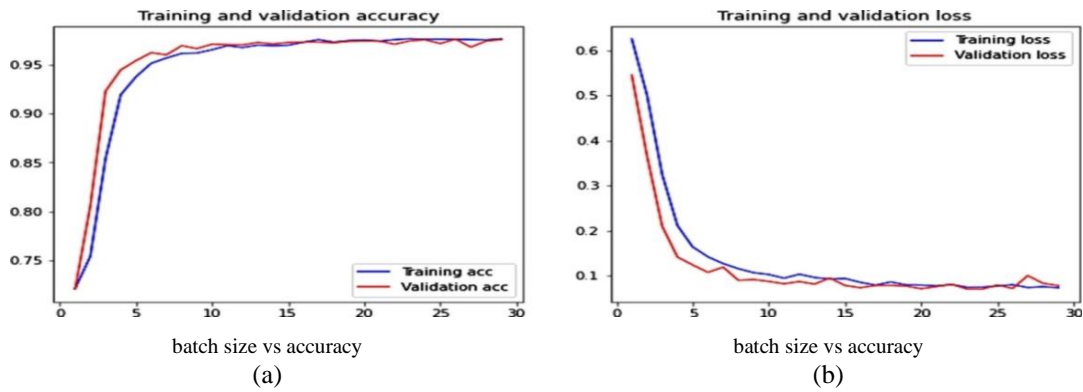 Training and validation accuracy
0.95
0.90
0.85
0.80
0.75
Training acc
Validation acc
0 5 10 15 20 25 30
batch size vs accuracy
(a)
Training and validation loss
Training loss
Validation loss
0.6
0.5
0.4
0.3
0.2
0.1
0 5 10 15 20 25 30
batch size vs accuracy
(b)